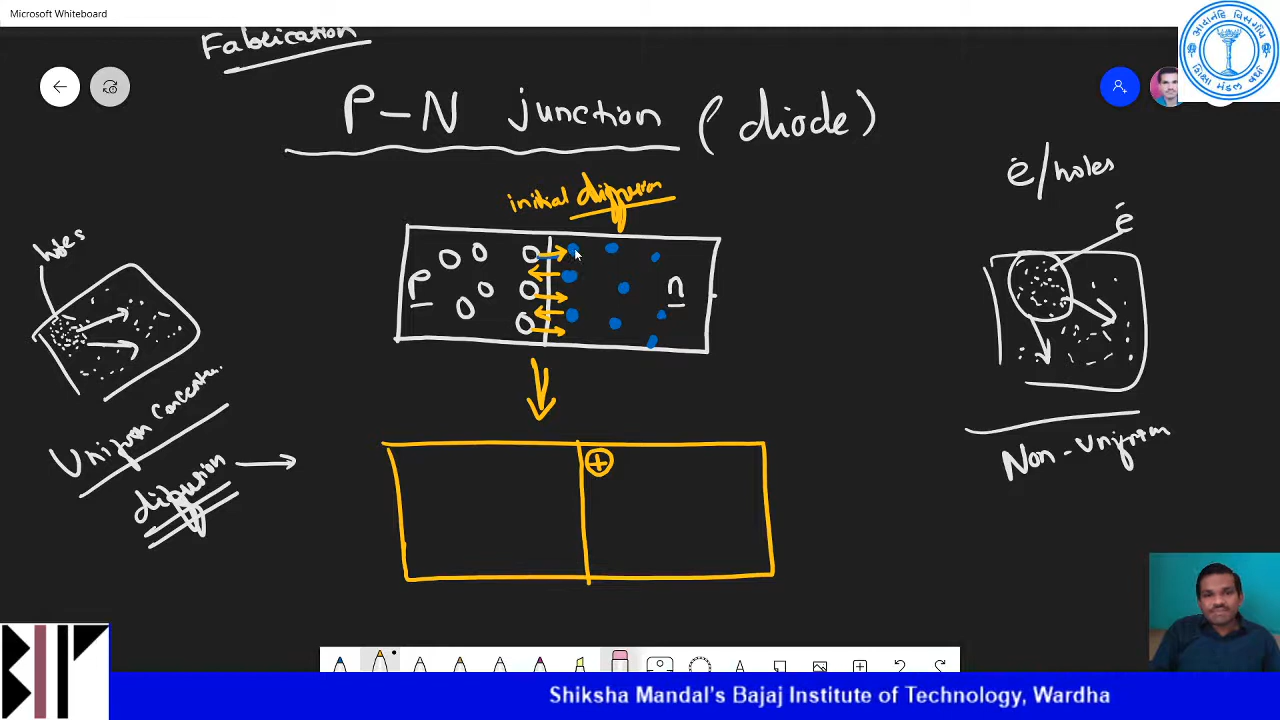 Microsoft Whiteboard
Fabrication
P-N junction (diode)
initial diffusion
ē/holes
ē
holes
p
n
Uniform Concentra.
diffusion
Non-Uniform
Shiksha Mandal's Bajaj Institute of Technology, Wardha